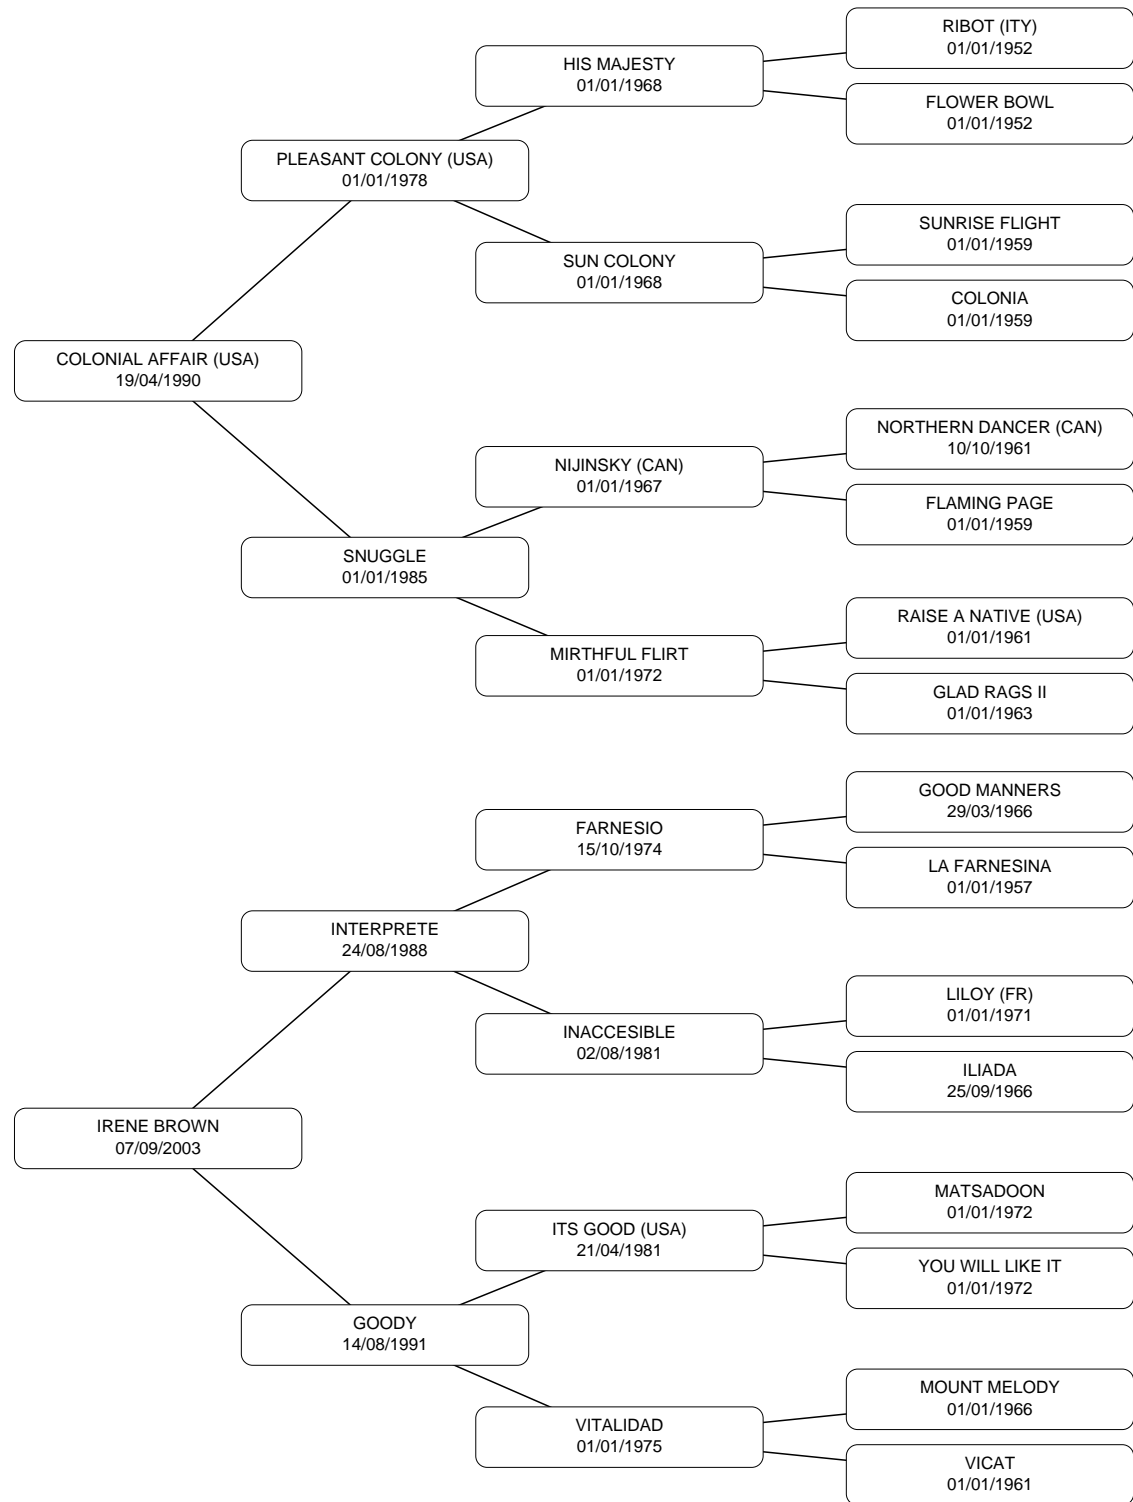 RIBOT (ITY)
01/01/1952
HIS MAJESTY
01/01/1968
FLOWER BOWL
01/01/1952
PLEASANT COLONY (USA)
01/01/1978
SUNRISE FLIGHT
01/01/1959
SUN COLONY
01/01/1968
COLONIA
01/01/1959
COLONIAL AFFAIR (USA)
19/04/1990
NORTHERN DANCER (CAN)
10/10/1961
NIJINSKY (CAN)
01/01/1967
FLAMING PAGE
01/01/1959
SNUGGLE
01/01/1985
RAISE A NATIVE (USA)
01/01/1961
MIRTHFUL FLIRT
01/01/1972
GLAD RAGS II
01/01/1963
GOOD MANNERS
29/03/1966
FARNESIO
15/10/1974
LA FARNESINA
01/01/1957
INTERPRETE
24/08/1988
LILOY (FR)
01/01/1971
INACCESIBLE
02/08/1981
ILIADA
25/09/1966
IRENE BROWN
07/09/2003
MATSADOON
01/01/1972
ITS GOOD (USA)
21/04/1981
YOU WILL LIKE IT
01/01/1972
GOODY
14/08/1991
MOUNT MELODY
01/01/1966
VITALIDAD
01/01/1975
VICAT
01/01/1961